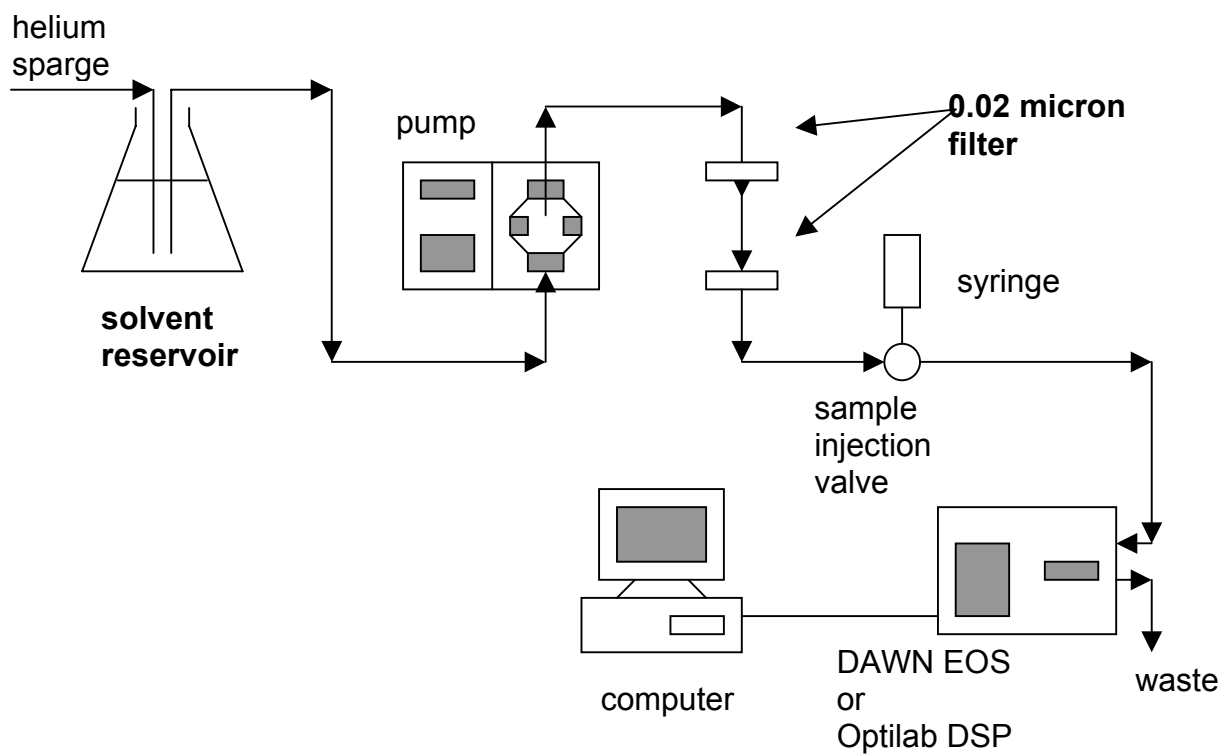 helium
sparge
pump
0.02 micron
filter
solvent
reservoir
syringe
sample
injection
valve
computer
DAWN EOS
or
Optilab DSP
waste